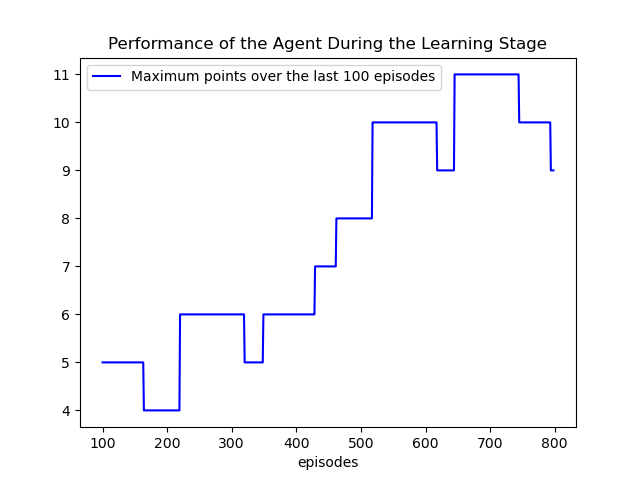 Performance of the Agent During the Learning Stage
Maximum points over the last 100 episodes
11
10
9
8
7
6
5
4
100 200 300 400 500 600 700 800
episodes